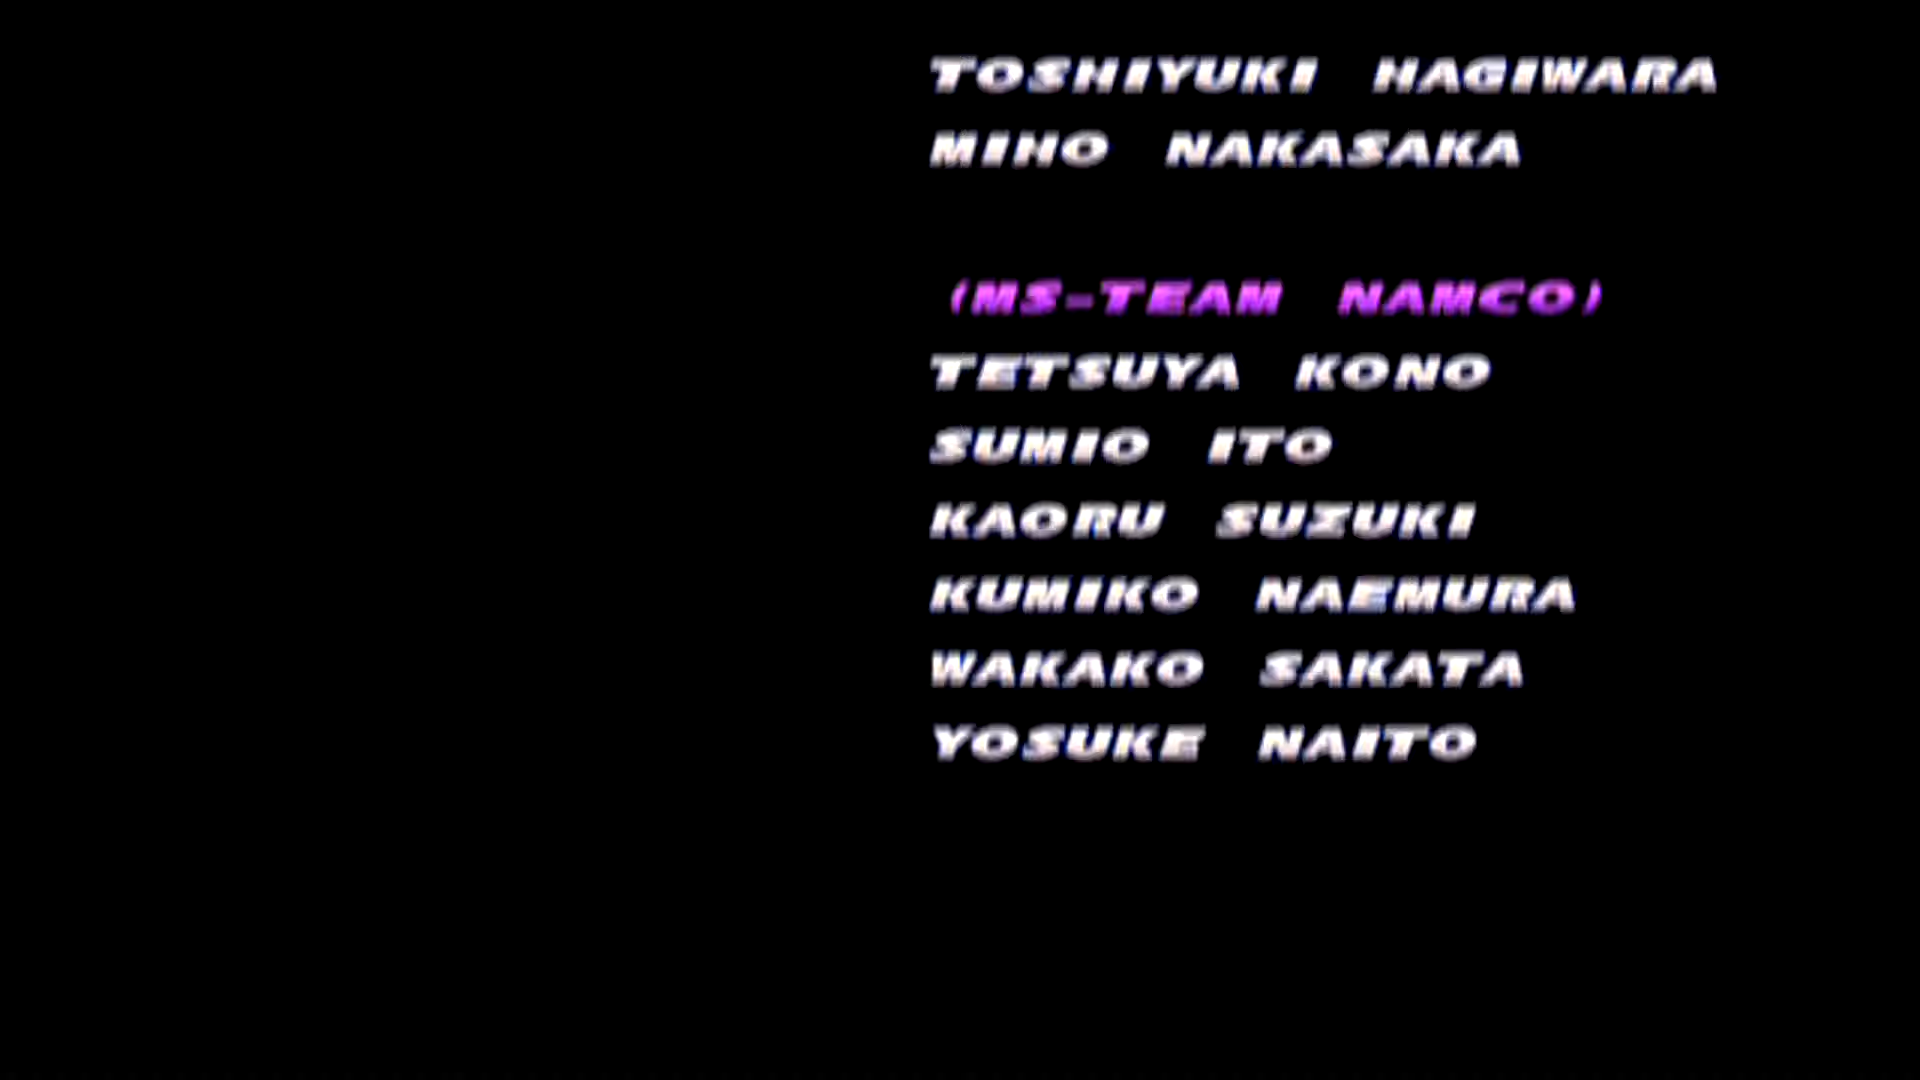 TOSHIYUKI HAGIWARA
MIHO NAKASAKA
(MS-TEAM NAMCO)
TETSUYA KONO
SUMIO ITO
KAORU SUZUKI
KUMIKO NAEMURA
WAKAKO SAKATA
YOSUKE NAITO